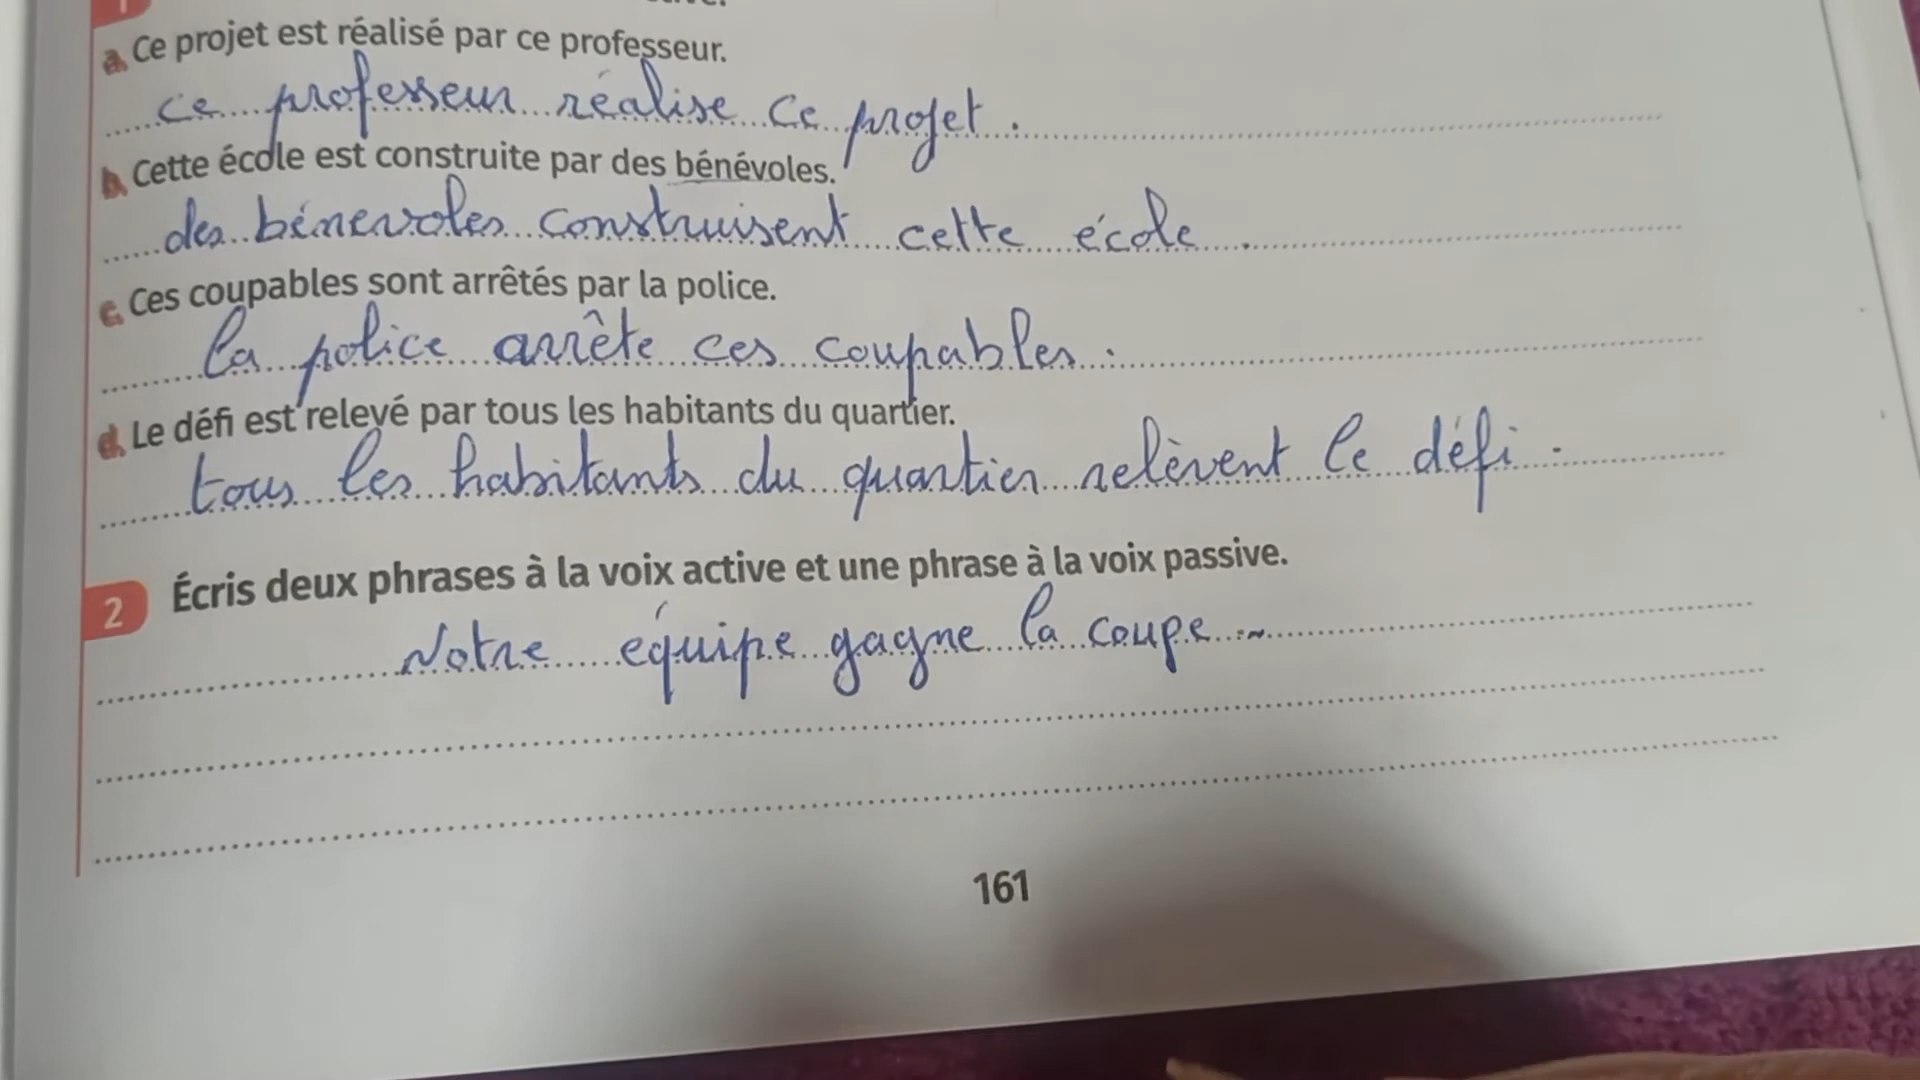 1
a. Ce projet est réalisé par ce professeur.
ce professeur réalise ce projet.
b. Cette école est construite par des bénévoles.
des bénévoles construisent cette école.
c. Ces coupables sont arrêtés par la police.
la police arrête ces coupables.
d. Le défi est relevé par tous les habitants du quartier.
tous les habitants du quartier relèvent le défi.
2 Écris deux phrases à la voix active et une phrase à la voix passive.
Notre équipe gagne la coupe.
161